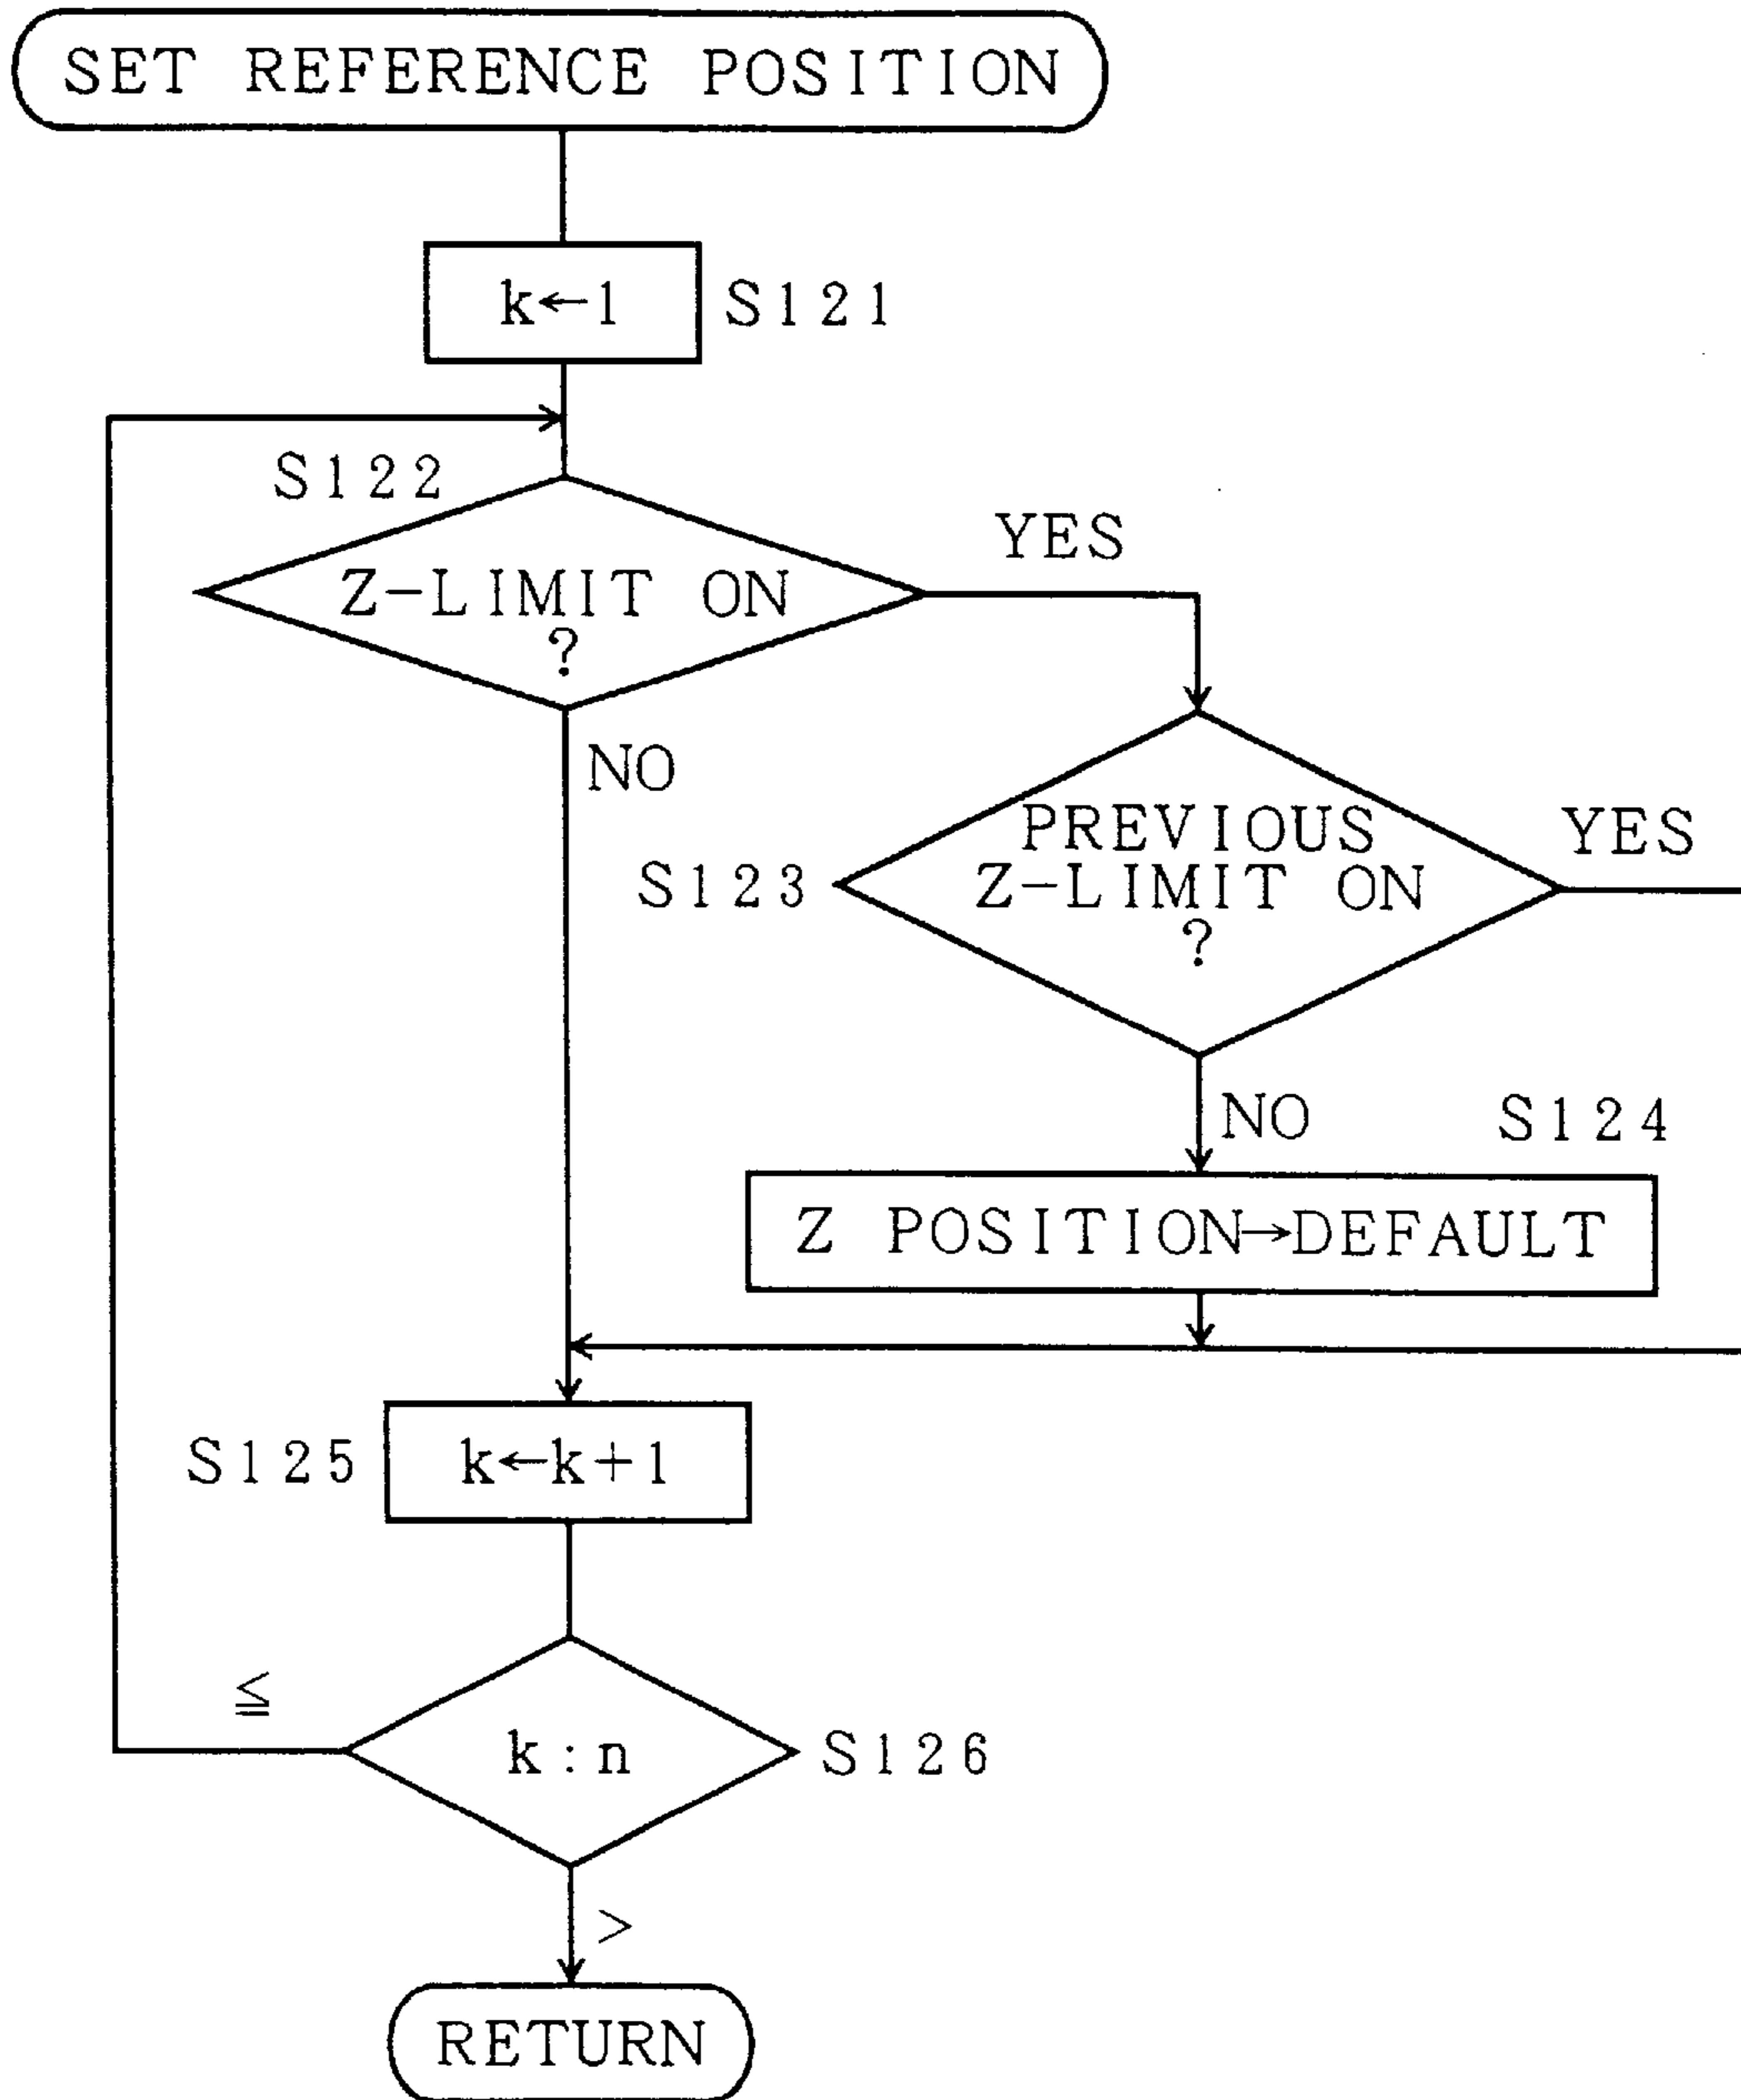 SET REFERENCE POSITION
k←1
S121
S122
Z-LIMIT ON
?
YES
NO
S123
PREVIOUS
Z-LIMIT ON
?
YES
NO
S124
Z POSITION→DEFAULT
S125
k←k+1
≦
k:n
S126
>
RETURN